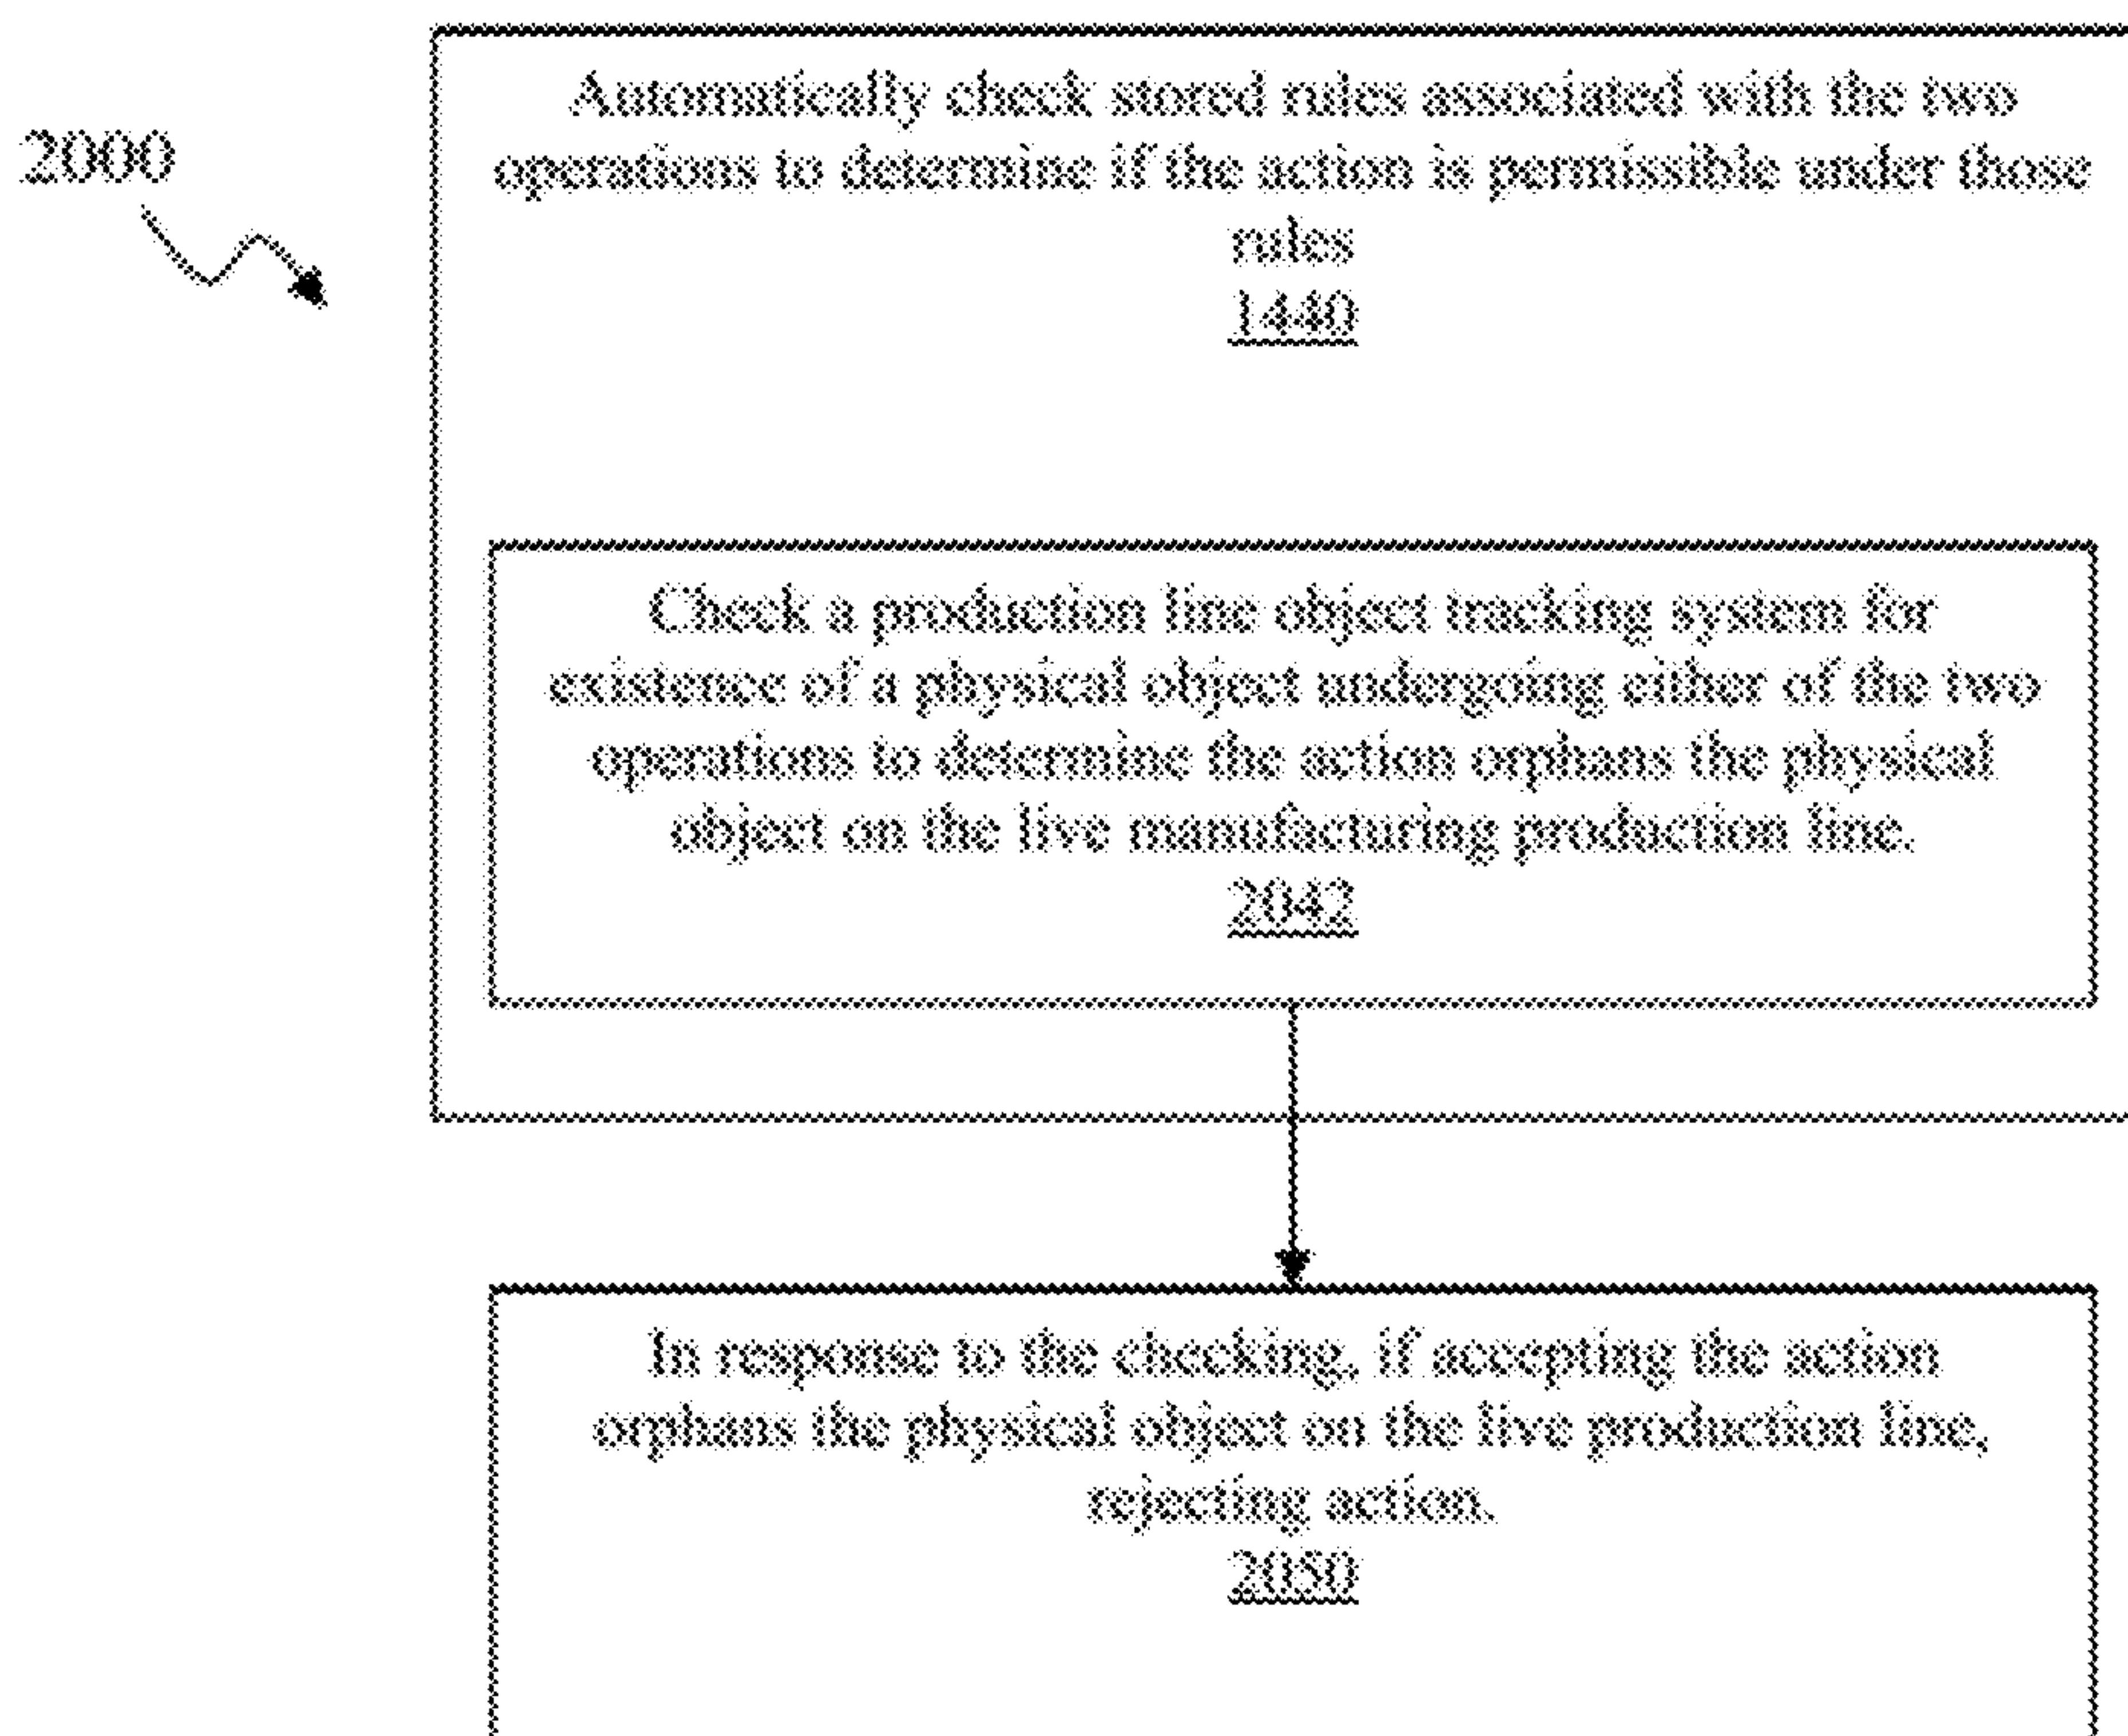 2000
Automatically check stored rules associated with the two
operations to determine if the action is permissible under those
rules
1440
Check a production line object tracking system for
existence of a physical object undergoing either of the two
operations to determine the action orphans the physical
object on the live manufacturing production line.
2042
In response to the checking, if accepting the action
orphans the physical object on the live production line,
rejecting action.
2050